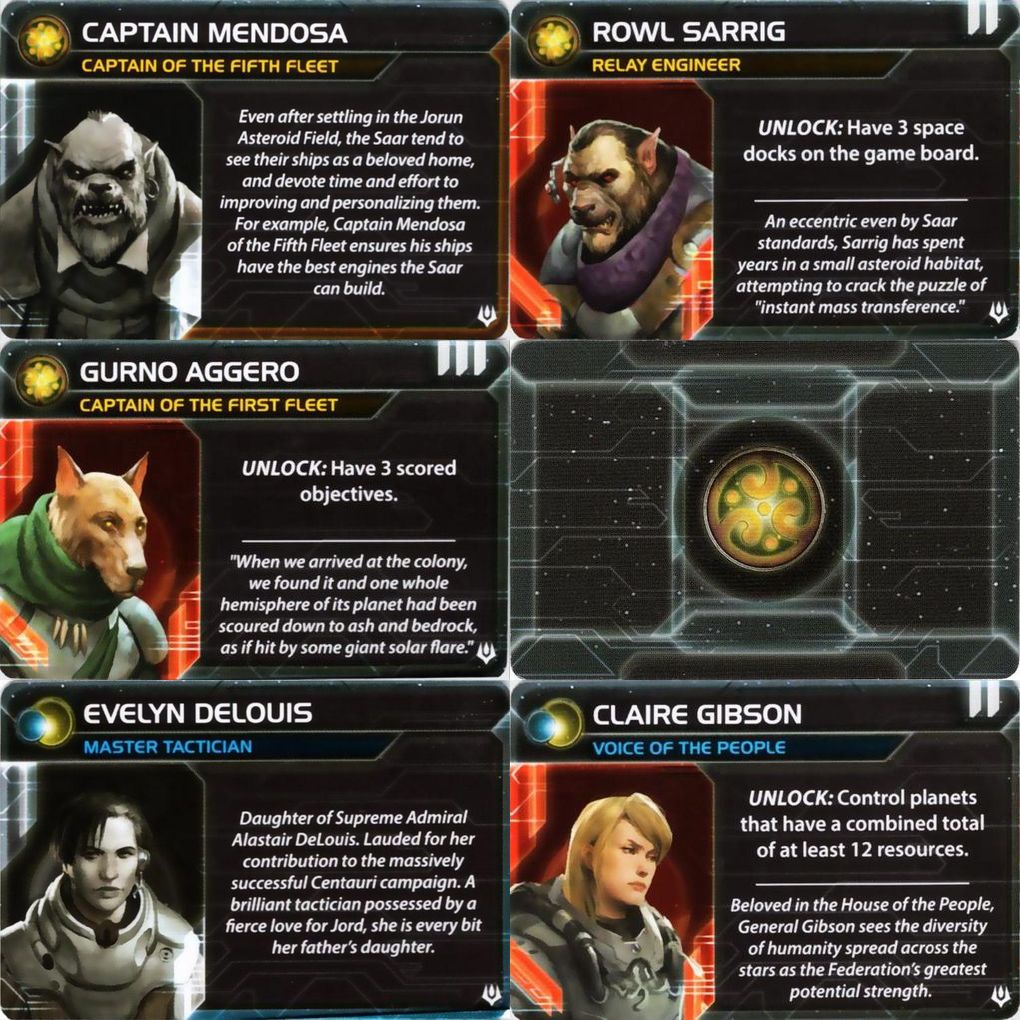 CAPTAIN MENDOSA
CAPTAIN OF THE FIFTH FLEET
Even after settling in the Jorun
Asteroid Field, the Saar tend to
see their ships as a beloved home,
and devote time and effort to
improving and personalizing them.
For example, Captain Mendosa
of the Fifth Fleet ensures his ships
have the best engines the Saar
can build.
ROWL SARRIG
II
RELAY ENGINEER
UNLOCK: Have 3 space
docks on the game board.
An eccentric even by Saar
standards, Sarrig has spent
years in a small asteroid habitat,
attempting to crack the puzzle of
"instant mass transference."
GURNO AGGERO
III
CAPTAIN OF THE FIRST FLEET
UNLOCK: Have 3 scored
objectives.
"When we arrived at the colony,
we found it and one whole
hemisphere of its planet had been
scoured down to ash and bedrock,
as if hit by some giant solar flare."
EVELYN DELOUIS
MASTER TACTICIAN
Daughter of Supreme Admiral
Alastair DeLouis. Lauded for her
contribution to the massively
successful Centauri campaign. A
brilliant tactician possessed by a
fierce love for Jord, she is every bit
her father's daughter.
CLAIRE GIBSON
II
VOICE OF THE PEOPLE
UNLOCK: Control planets
that have a combined total
of at least 12 resources.
Beloved in the House of the People,
General Gibson sees the diversity
of humanity spread across the
stars as the Federation's greatest
potential strength.